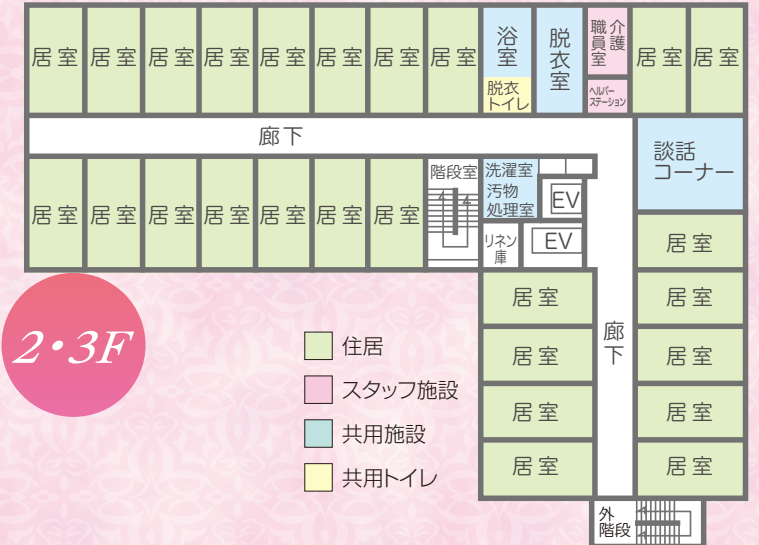 居室
居室
居室
居室
居室
居室
居室
居室
浴室
脱衣
トイレ
脱衣室
介護
職員室
ヘルパー
ステーション
居室
居室
廊下
談話
コーナー
居室
居室
居室
居室
居室
居室
居室
階段室
洗濯室
汚物
処理室
EV
リネン
庫
EV
居室
居室
居室
居室
居室
居室
居室
居室
居室
廊下
外
階段
2・3F
住居
スタッフ施設
共用施設
共用トイレ